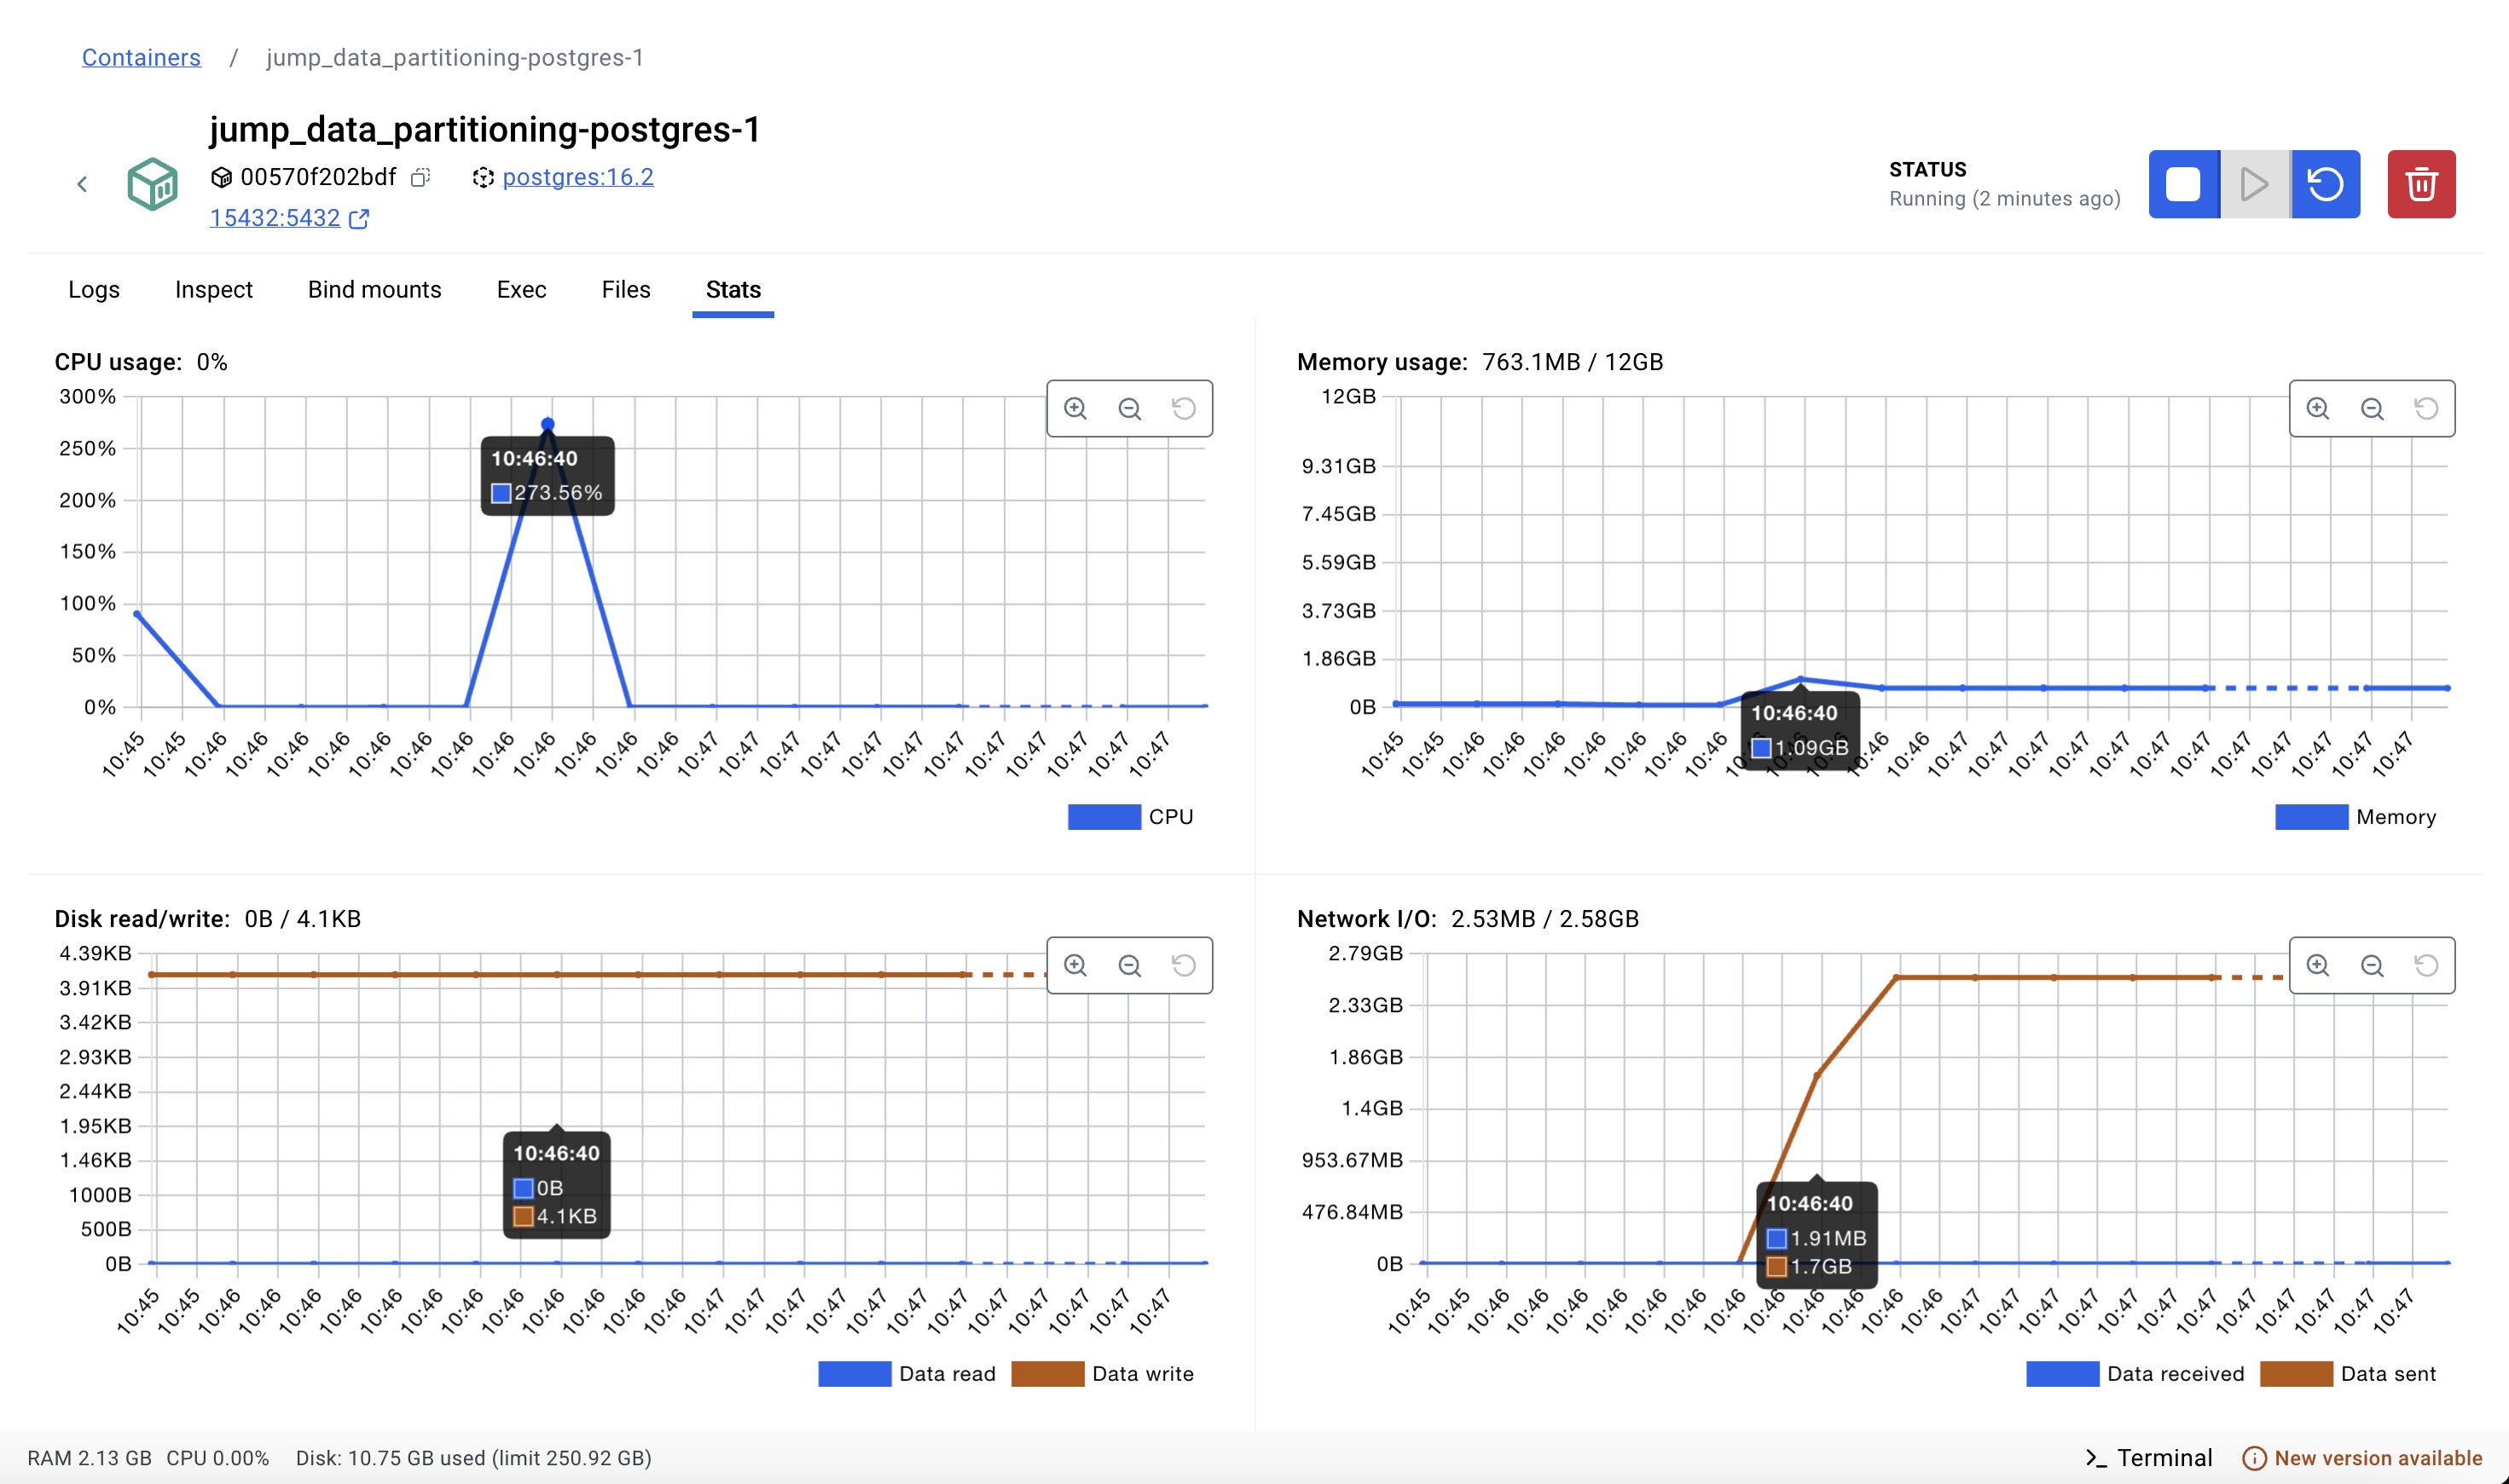 Containers / jump_data_partitioning-postgres-1
jump_data_partitioning-postgres-1
00570f202bdf postgres:16.2
15432:5432
STATUS
Running (2 minutes ago)
Logs Inspect Bind mounts Exec Files Stats
CPU usage: 0%
300%
250%
200%
150%
100%
50%
0%
10:46:40
273.56%
10:45 10:45 10:46 10:46 10:46 10:46 10:46 10:46 10:46 10:46 10:46 10:46 10:46 10:46 10:47 10:47 10:47 10:47 10:47 10:47 10:47 10:47 10:47 10:47 10:47 10:47
CPU
Memory usage: 763.1MB / 12GB
12GB
9.31GB
7.45GB
5.59GB
3.73GB
1.86GB
0B
10:46:40
1.09GB
10:45 10:45 10:46 10:46 10:46 10:46 10:46 10:46 10:46 10:46 10:46 10:47 10:47 10:47 10:47 10:47 10:47 10:47 10:47 10:47 10:47 10:47 10:47
Memory
Disk read/write: 0B / 4.1KB
4.39KB
3.91KB
3.42KB
2.93KB
2.44KB
1.95KB
1.46KB
1000B
500B
0B
10:46:40
0B
4.1KB
10:45 10:45 10:46 10:46 10:46 10:46 10:46 10:46 10:46 10:46 10:46 10:46 10:46 10:46 10:47 10:47 10:47 10:47 10:47 10:47 10:47 10:47 10:47 10:47 10:47 10:47
Data read Data write
Network I/O: 2.53MB / 2.58GB
2.79GB
2.33GB
1.86GB
1.4GB
953.67MB
476.84MB
0B
10:46:40
1.91MB
1.7GB
10:45 10:45 10:46 10:46 10:46 10:46 10:46 10:46 10:46 10:46 10:46 10:46 10:46 10:46 10:47 10:47 10:47 10:47 10:47 10:47 10:47 10:47 10:47 10:47 10:47 10:47
Data received Data sent
RAM 2.13 GB CPU 0.00% Disk: 10.75 GB used (limit 250.92 GB)
Terminal
New version available